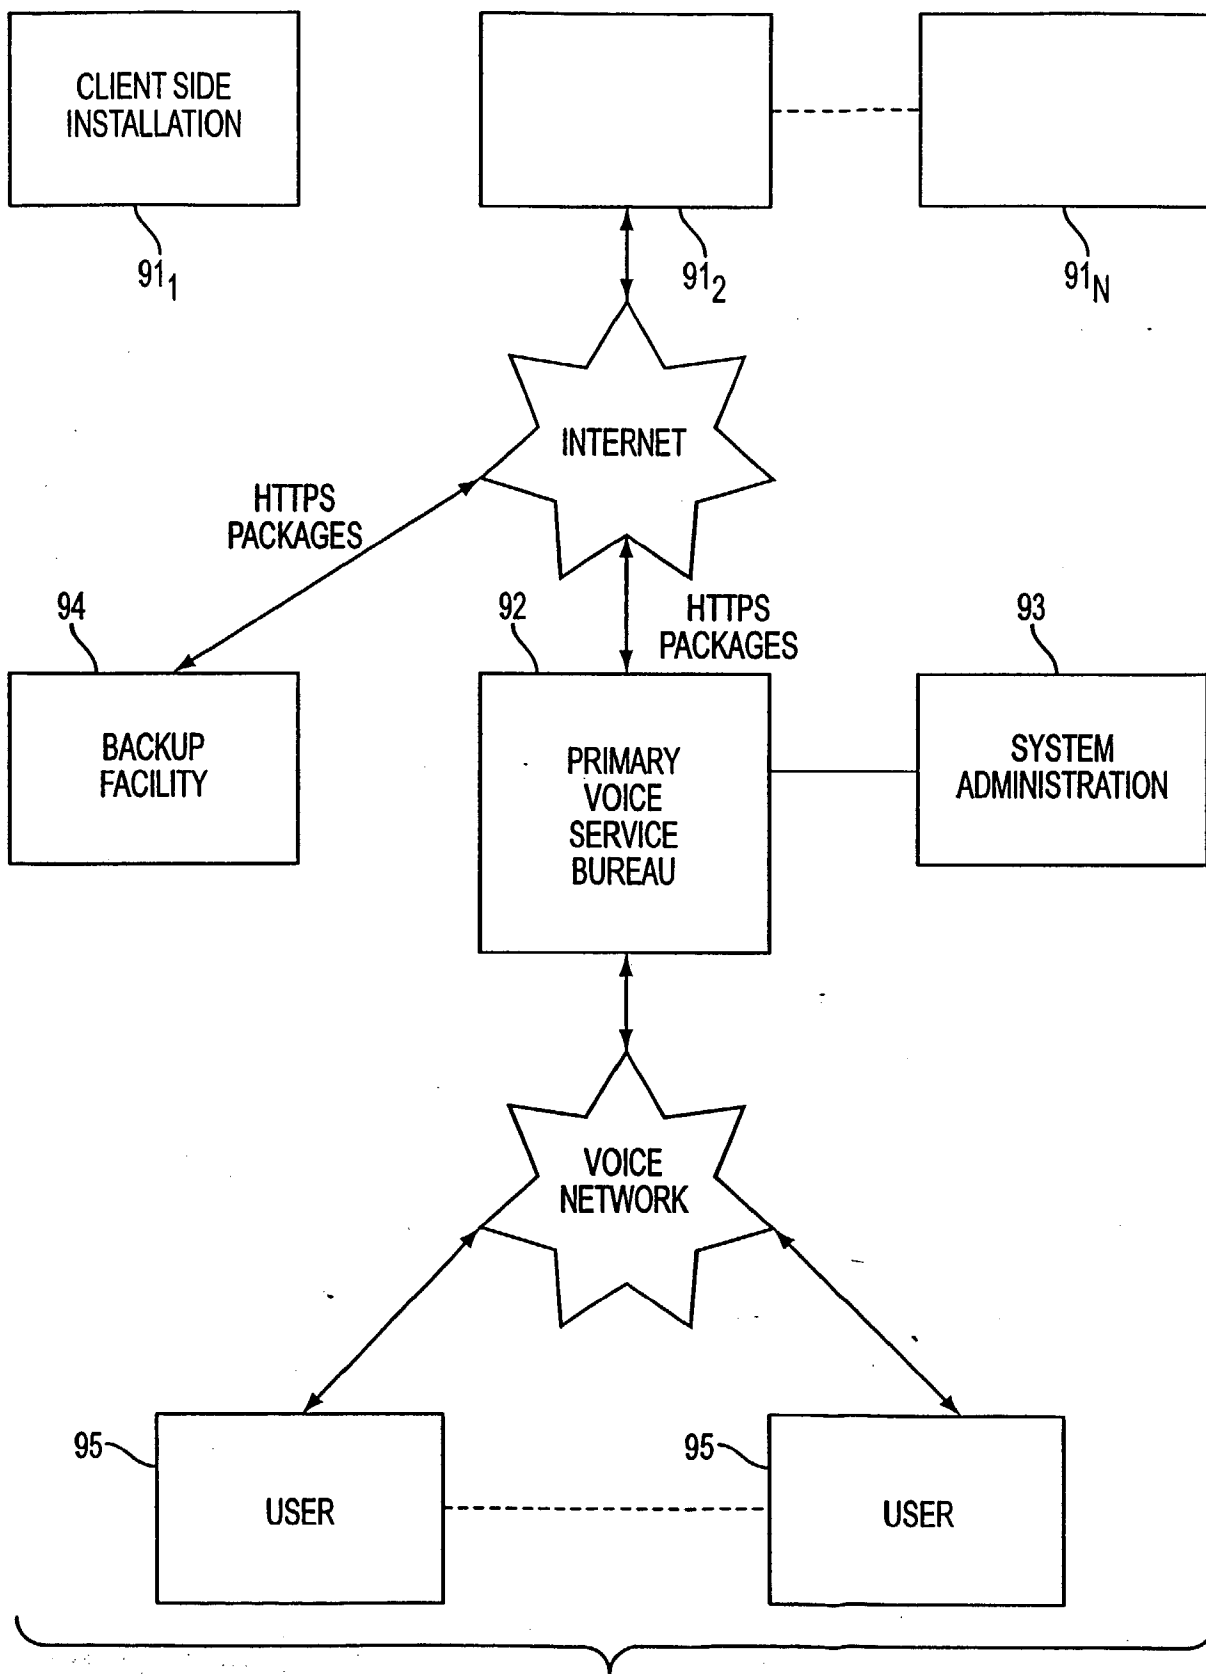 CLIENT SIDE
INSTALLATION
91₁
91₂
91N
INTERNET
HTTPS
PACKAGES
HTTPS
PACKAGES
94
92
93
BACKUP
FACILITY
PRIMARY
VOICE
SERVICE
BUREAU
SYSTEM
ADMINISTRATION
VOICE
NETWORK
95
USER
95
USER